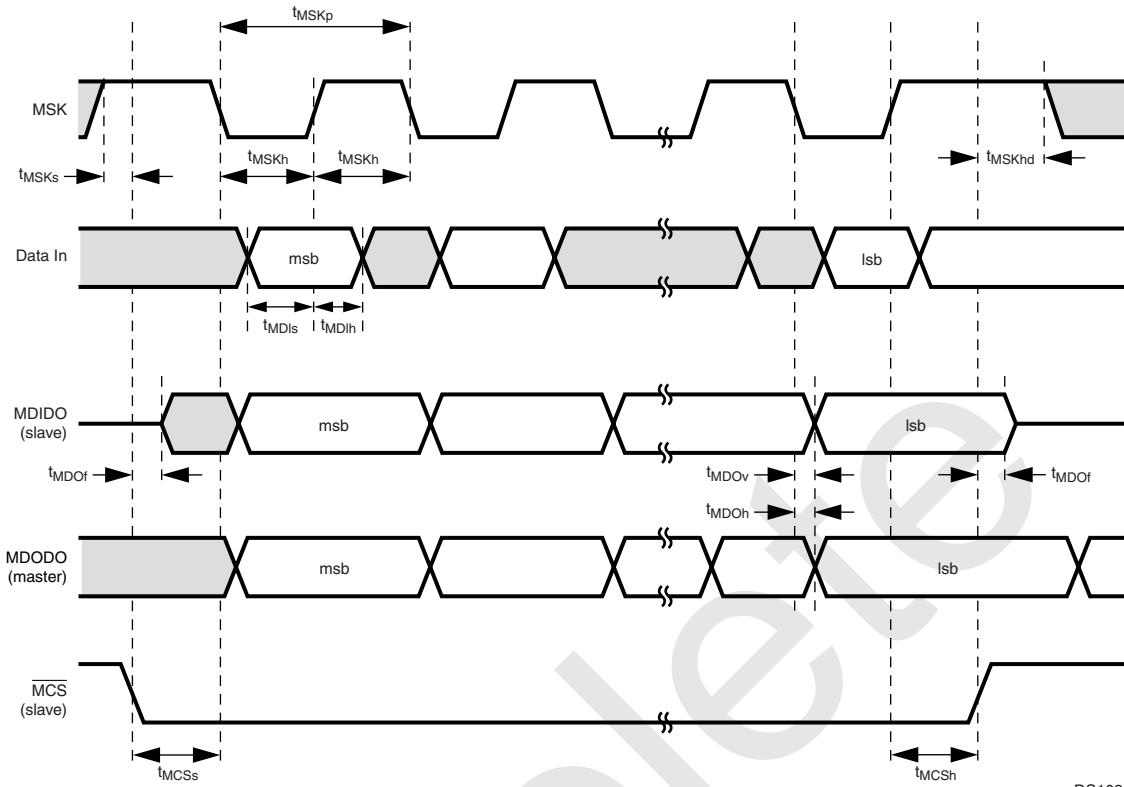 tMSKp
MSK
tMSKh tMSKh
tMSKs
tMSKhd
Data In
msb
lsb
tMDIs tMDIh
MDIDO
(slave)
msb
lsb
tMDOf
tMDOv
tMDOf
tMDOh
MDODO
(master)
msb
lsb
MCS
(slave)
tMCSs
tMCSh